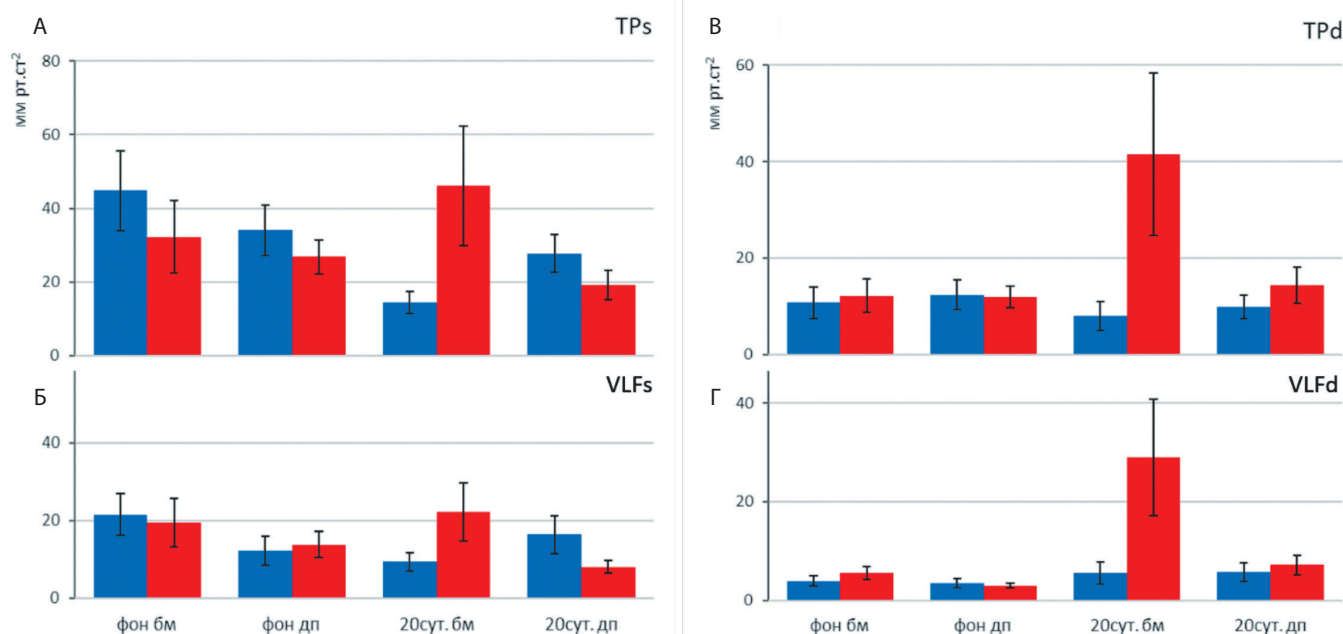 А
TPs
мм рт.ст²
80
60
40
20
0
Б
VLFs
40
20
0
фон бм
фон дп
20сут. бм
20сут. дп
В
TPd
мм рт.ст²
60
40
20
0
Г
VLFd
40
20
0
фон бм
фон дп
20сут. бм
20сут. дп